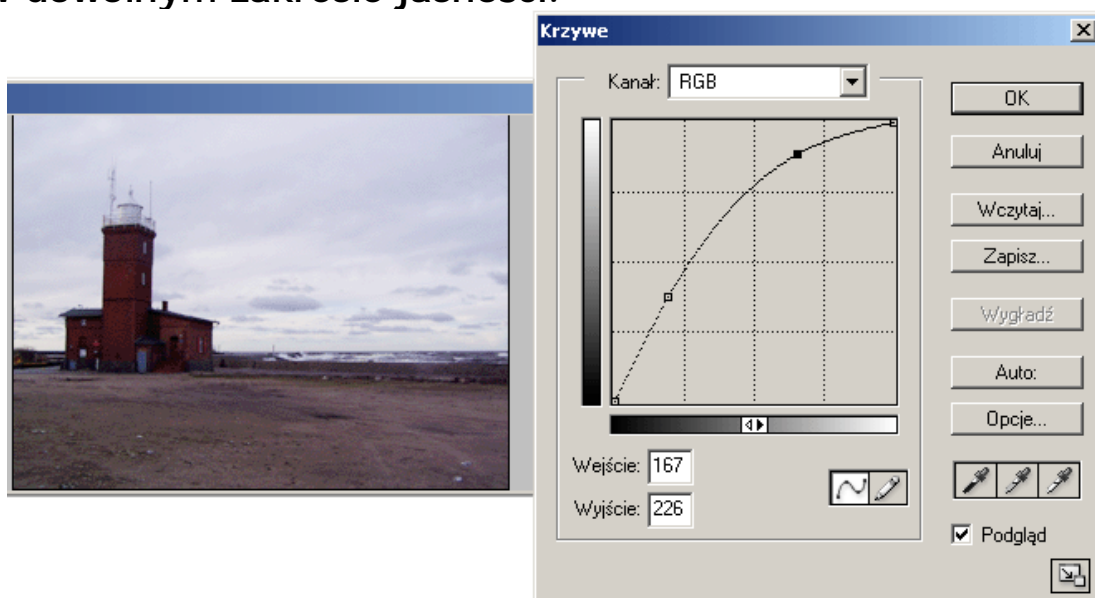 w dowolnym zakresie jasności.
Krzywe
Kanał: RGB
OK
Anuluj
Wczytaj...
Zapisz...
Wygładź
Auto:
Opcje...
Wejście: 167
Wyjście: 226
Podgląd